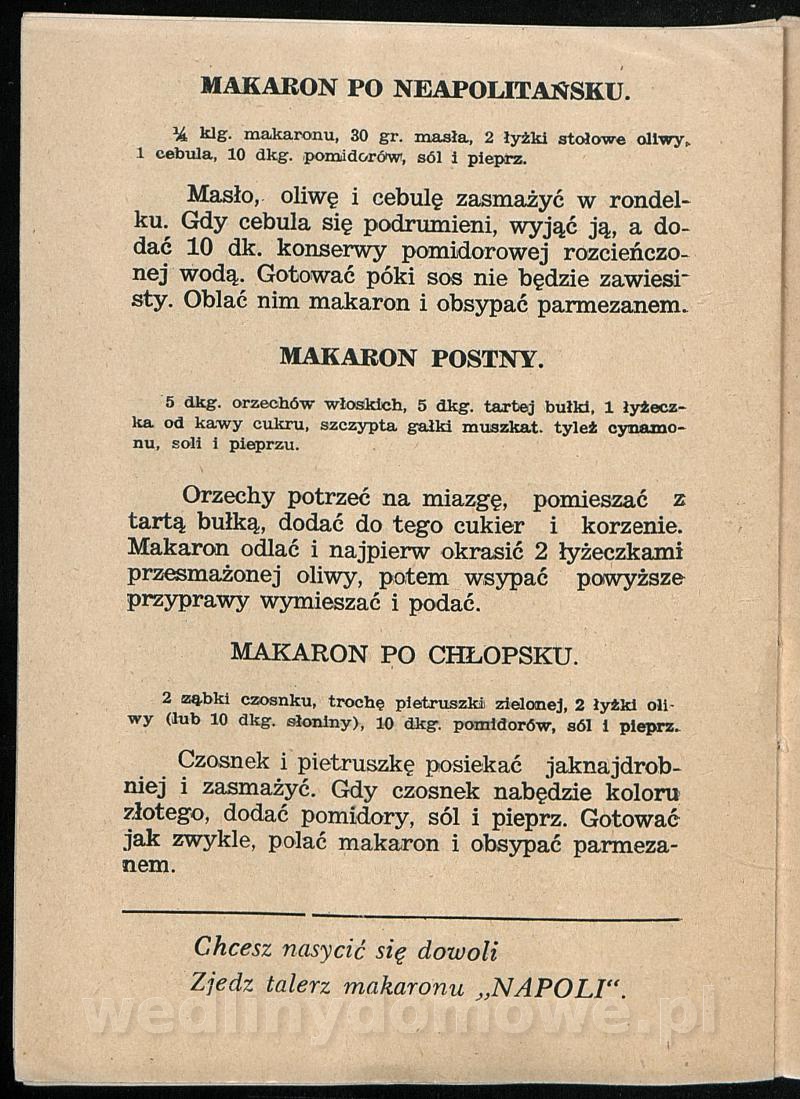 MAKARON PO NEAPOLITAŃSKU.
¼ klg. makaronu, 30 gr. masła, 2 łyżki stołowe oliwy,
1 cebula, 10 dkg. pomidorów, sól i pieprz.
Masło, oliwę i cebulę zasmażyć w rondel-
ku. Gdy cebula się podrumieni, wyjąć ją, a do-
dać 10 dk. konserwy pomidorowej rozcieńczo-
nej wodą. Gotować póki sos nie będzie zawiesi-
sty. Oblać nim makaron i obsypać parmezanem.
MAKARON POSTNY.
5 dkg. orzechów włoskich, 5 dkg. tartej bułki, 1 łyżecz-
ka od kawy cukru, szczypta gałki muszkat. tyleż cynamo-
nu, soli i pieprzu.
Orzechy potrzeć na miazgę, pomieszać z
tartą bułką, dodać do tego cukier i korzenie.
Makaron odlać i najpierw okrasić 2 łyżeczkami
przesmażonej oliwy, potem wsypać powyższe
przyprawy wymieszać i podać.
MAKARON PO CHŁOPSKU.
2 ząbki czosnku, trochę pietruszki zielonej, 2 łyżki oli-
wy (lub 10 dkg. słoniny), 10 dkg. pomidorów, sól i pieprz.
Czosnek i pietruszkę posiekać jaknajdrob-
niej i zasmażyć. Gdy czosnek nabędzie koloru
złotego, dodać pomidory, sól i pieprz. Gotować
jak zwykle, polać makaron i obsypać parmeza-
nem.
Chcesz nasycić się dowoli
Zjedz talerz makaronu „NAPOLI“.
wedlinydomowe.pl